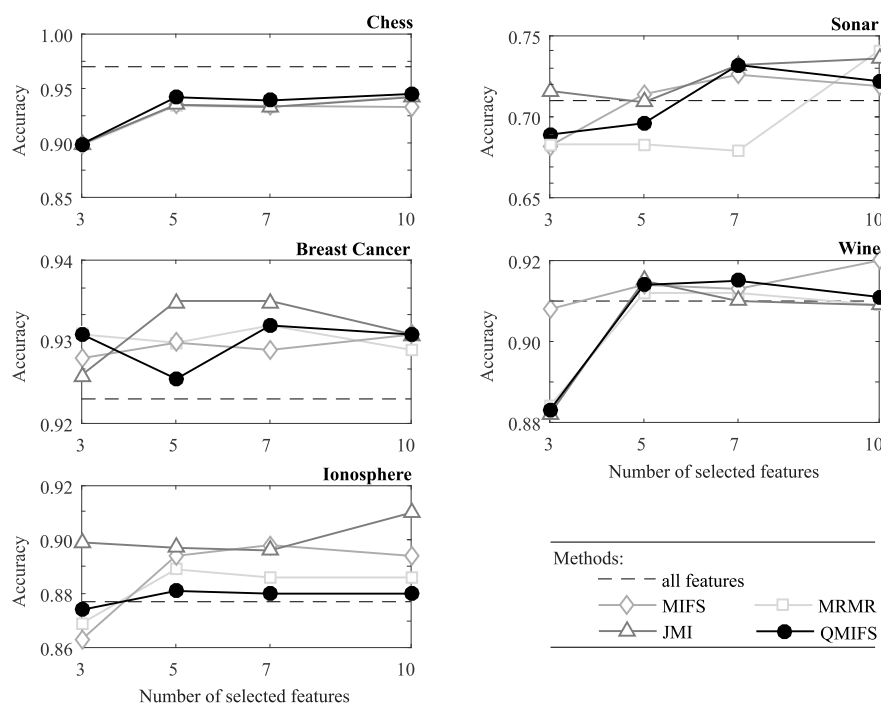 Chess
1.00
0.95
0.90
0.85
Accuracy
3 5 7 10
Sonar
0.75
0.70
0.65
Accuracy
3 5 7 10
Breast Cancer
0.94
0.93
0.92
Accuracy
3 5 7 10
Wine
0.92
0.90
0.88
Accuracy
3 5 7 10
Number of selected features
Ionosphere
0.92
0.90
0.88
0.86
Accuracy
3 5 7 10
Number of selected features
Methods:
all features
MIFS MRMR
JMI QMIFS